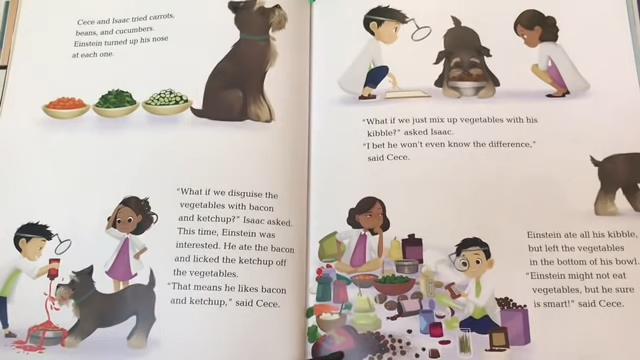 Cece and Isaac tried carrots,
beans, and cucumbers.
Einstein turned up his nose
at each one.
"What if we disguise the
vegetables with bacon
and ketchup?" Isaac asked.
This time, Einstein was
interested. He ate the bacon
and licked the ketchup off
the vegetables.
"That means he likes bacon
and ketchup," said Cece.
"What if we just mix up vegetables with his
kibble?" asked Isaac.
"I bet he won't even know the difference,"
said Cece.
Einstein ate all his kibble,
but left the vegetables
in the bottom of his bowl.
"Einstein might not eat
vegetables, but he sure
is smart!" said Cece.